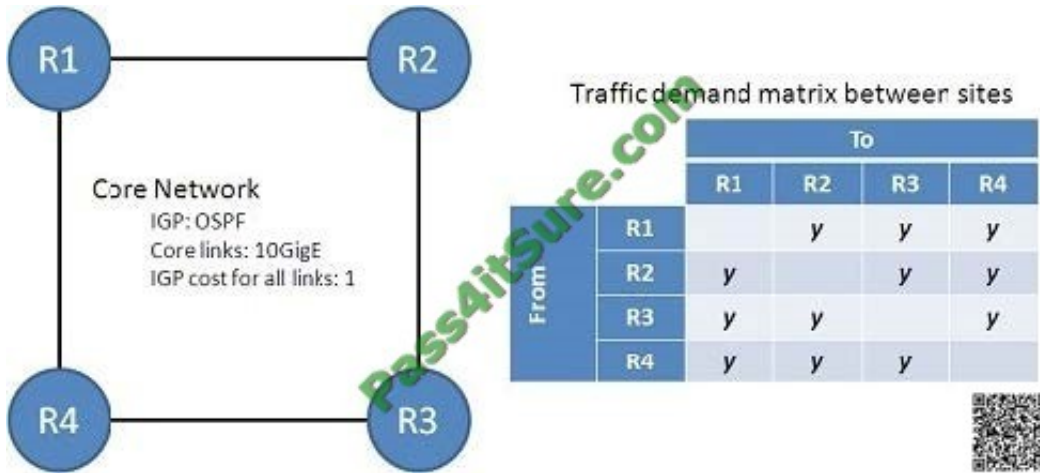 R1
R2
Core Network
IGP: OSPF
Core links: 10GigE
IGP cost for all links: 1
R4
R3
Traffic demand matrix between sites
To
R1 R2 R3 R4
From
R1 y y y
R2 y y y
R3 y y y
R4 y y y
Pass4itSure.com